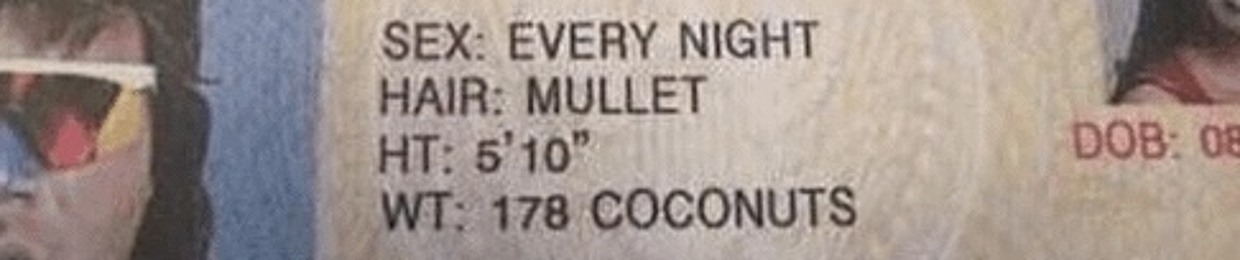 SEX: EVERY NIGHT
HAIR: MULLET
HT: 5'10"
WT: 178 COCONUTS
DOB: 08